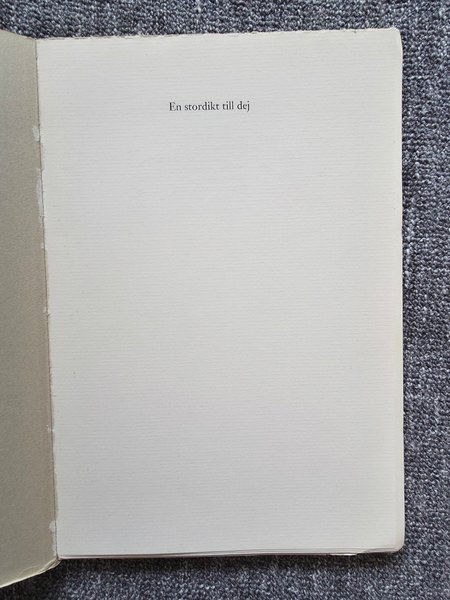 En stordikt till dej